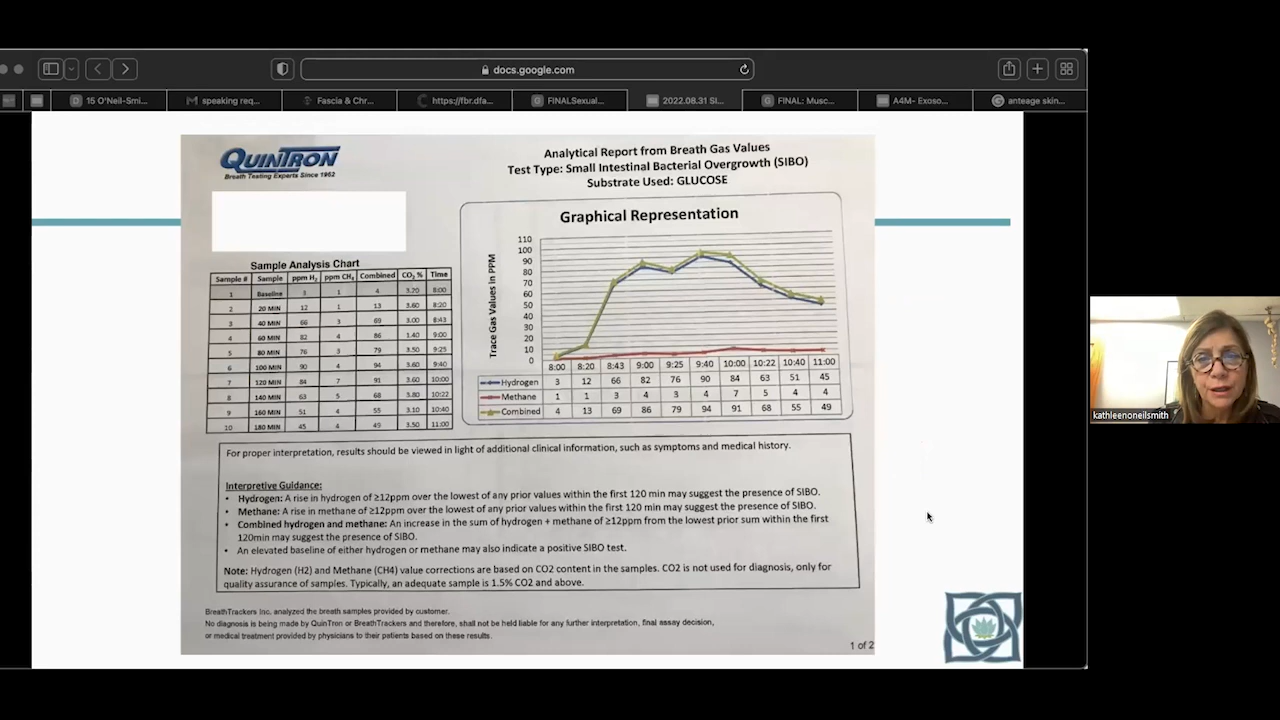 docs.google.com
15 O'Neil-Smi...
speaking req...
Fascia & Chr...
https://fbr.dfa...
FINALSexual...
2022.08.31 SI...
FINAL: Musc...
A4M- Exoso...
anteage skin...
QUINTRON
Breath Testing Experts Since 1962
Analytical Report from Breath Gas Values
Test Type: Small Intestinal Bacterial Overgrowth (SIBO)
Substrate Used: GLUCOSE
Sample Analysis Chart
Sample # Sample ppm H₂ ppm CH₄ Combined CO₂ % Time
1 Baseline 3 1 4 3.70 8:00
2 20 MIN 12 1 13 3.60 8:20
3 40 MIN 66 3 69 3.00 8:43
4 60 MIN 82 4 86 1.40 9:00
5 80 MIN 76 3 79 3.50 9:25
6 100 MIN 90 4 94 3.60 9:40
7 120 MIN 84 7 91 3.60 10:00
8 140 MIN 63 5 68 3.80 10:22
9 160 MIN 51 4 55 3.10 10:40
10 180 MIN 45 4 49 3.50 11:00
Graphical Representation
Trace Gas Values in PPM
110
100
90
80
70
60
50
40
30
20
10
0
8:00 8:20 8:43 9:00 9:25 9:40 10:00 10:22 10:40 11:00
Hydrogen 3 12 66 82 76 90 84 63 51 45
Methane 1 1 3 4 3 4 7 5 4 4
Combined 4 13 69 86 79 94 91 68 55 49
For proper interpretation, results should be viewed in light of additional clinical information, such as symptoms and medical history.
Interpretive Guidance:
• Hydrogen: A rise in hydrogen of ≥12ppm over the lowest of any prior values within the first 120 min may suggest the presence of SIBO.
• Methane: A rise in methane of ≥12ppm over the lowest of any prior values within the first 120 min may suggest the presence of SIBO.
• Combined hydrogen and methane: An increase in the sum of hydrogen + methane of ≥12ppm from the lowest prior sum within the first
120min may suggest the presence of SIBO.
• An elevated baseline of either hydrogen or methane may also indicate a positive SIBO test.
Note: Hydrogen (H2) and Methane (CH4) value corrections are based on CO2 content in the samples. CO2 is not used for diagnosis, only for
quality assurance of samples. Typically, an adequate sample is 1.5% CO2 and above.
BreathTrackers Inc. analyzed the breath samples provided by customer.
No diagnosis is being made by QuinTron or BreathTrackers and therefore, shall not be held liable for any further interpretation, final assay decision,
or medical treatment provided by physicians to their patients based on these results.
1 of 2
kathleenoneilsmith